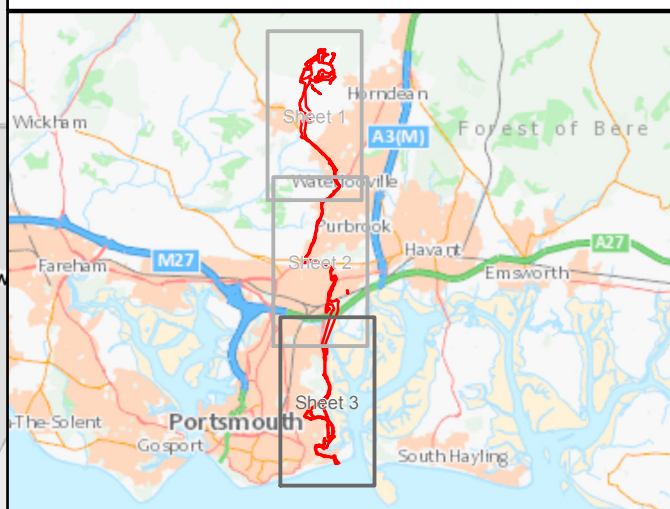 Horndean
Sheet 1
Wickham
A3(M)
Forest of Bere
Waterlooville
Purbrook
A27
Havant
M27
Sheet 2
Fareham
Emsworth
Sheet 3
n-The-Solent
Portsmouth
Gosport
South Hayling